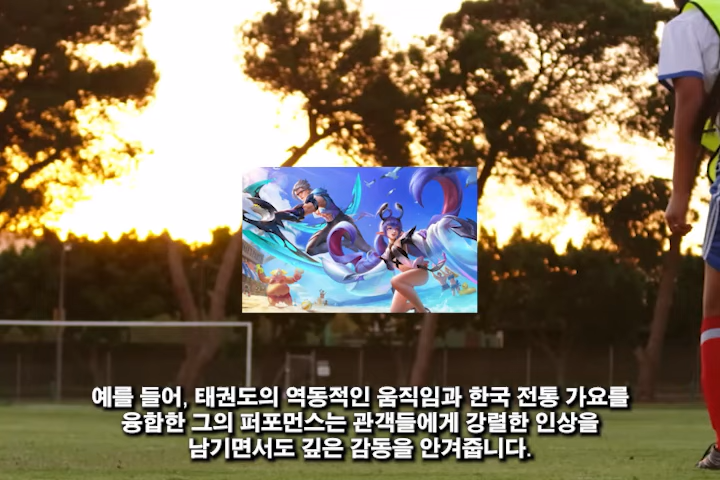 예를 들어, 태권도의 역동적인 움직임과 한국 전통 가요를
융합한 그의 퍼포먼스는 관객들에게 강렬한 인상을
남기면서도 깊은 감동을 안겨줍니다.